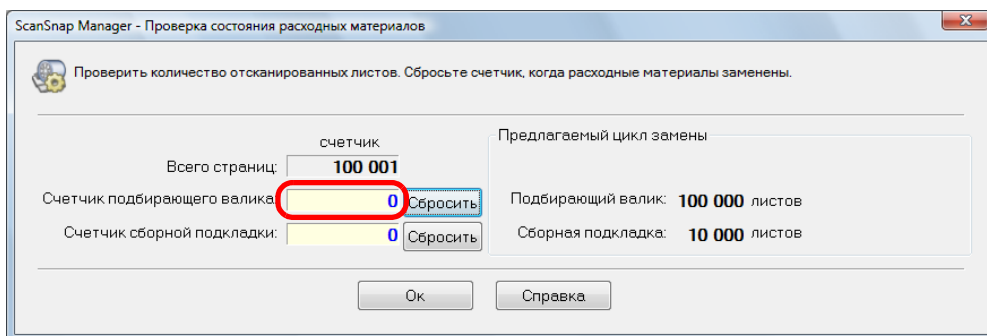 ScanSnap Manager - Проверка состояния расходных материалов
Проверить количество отсканированных листов. Сбросьте счетчик, когда расходные материалы заменены.
счетчик
Всего страниц: 100 001
Счетчик подбирающего валика: 0 Сбросить
Счетчик сборной подкладки: 0 Сбросить
Предлагаемый цикл замены
Подбирающий валик: 100 000 листов
Сборная подкладка: 10 000 листов
Ок
Справка